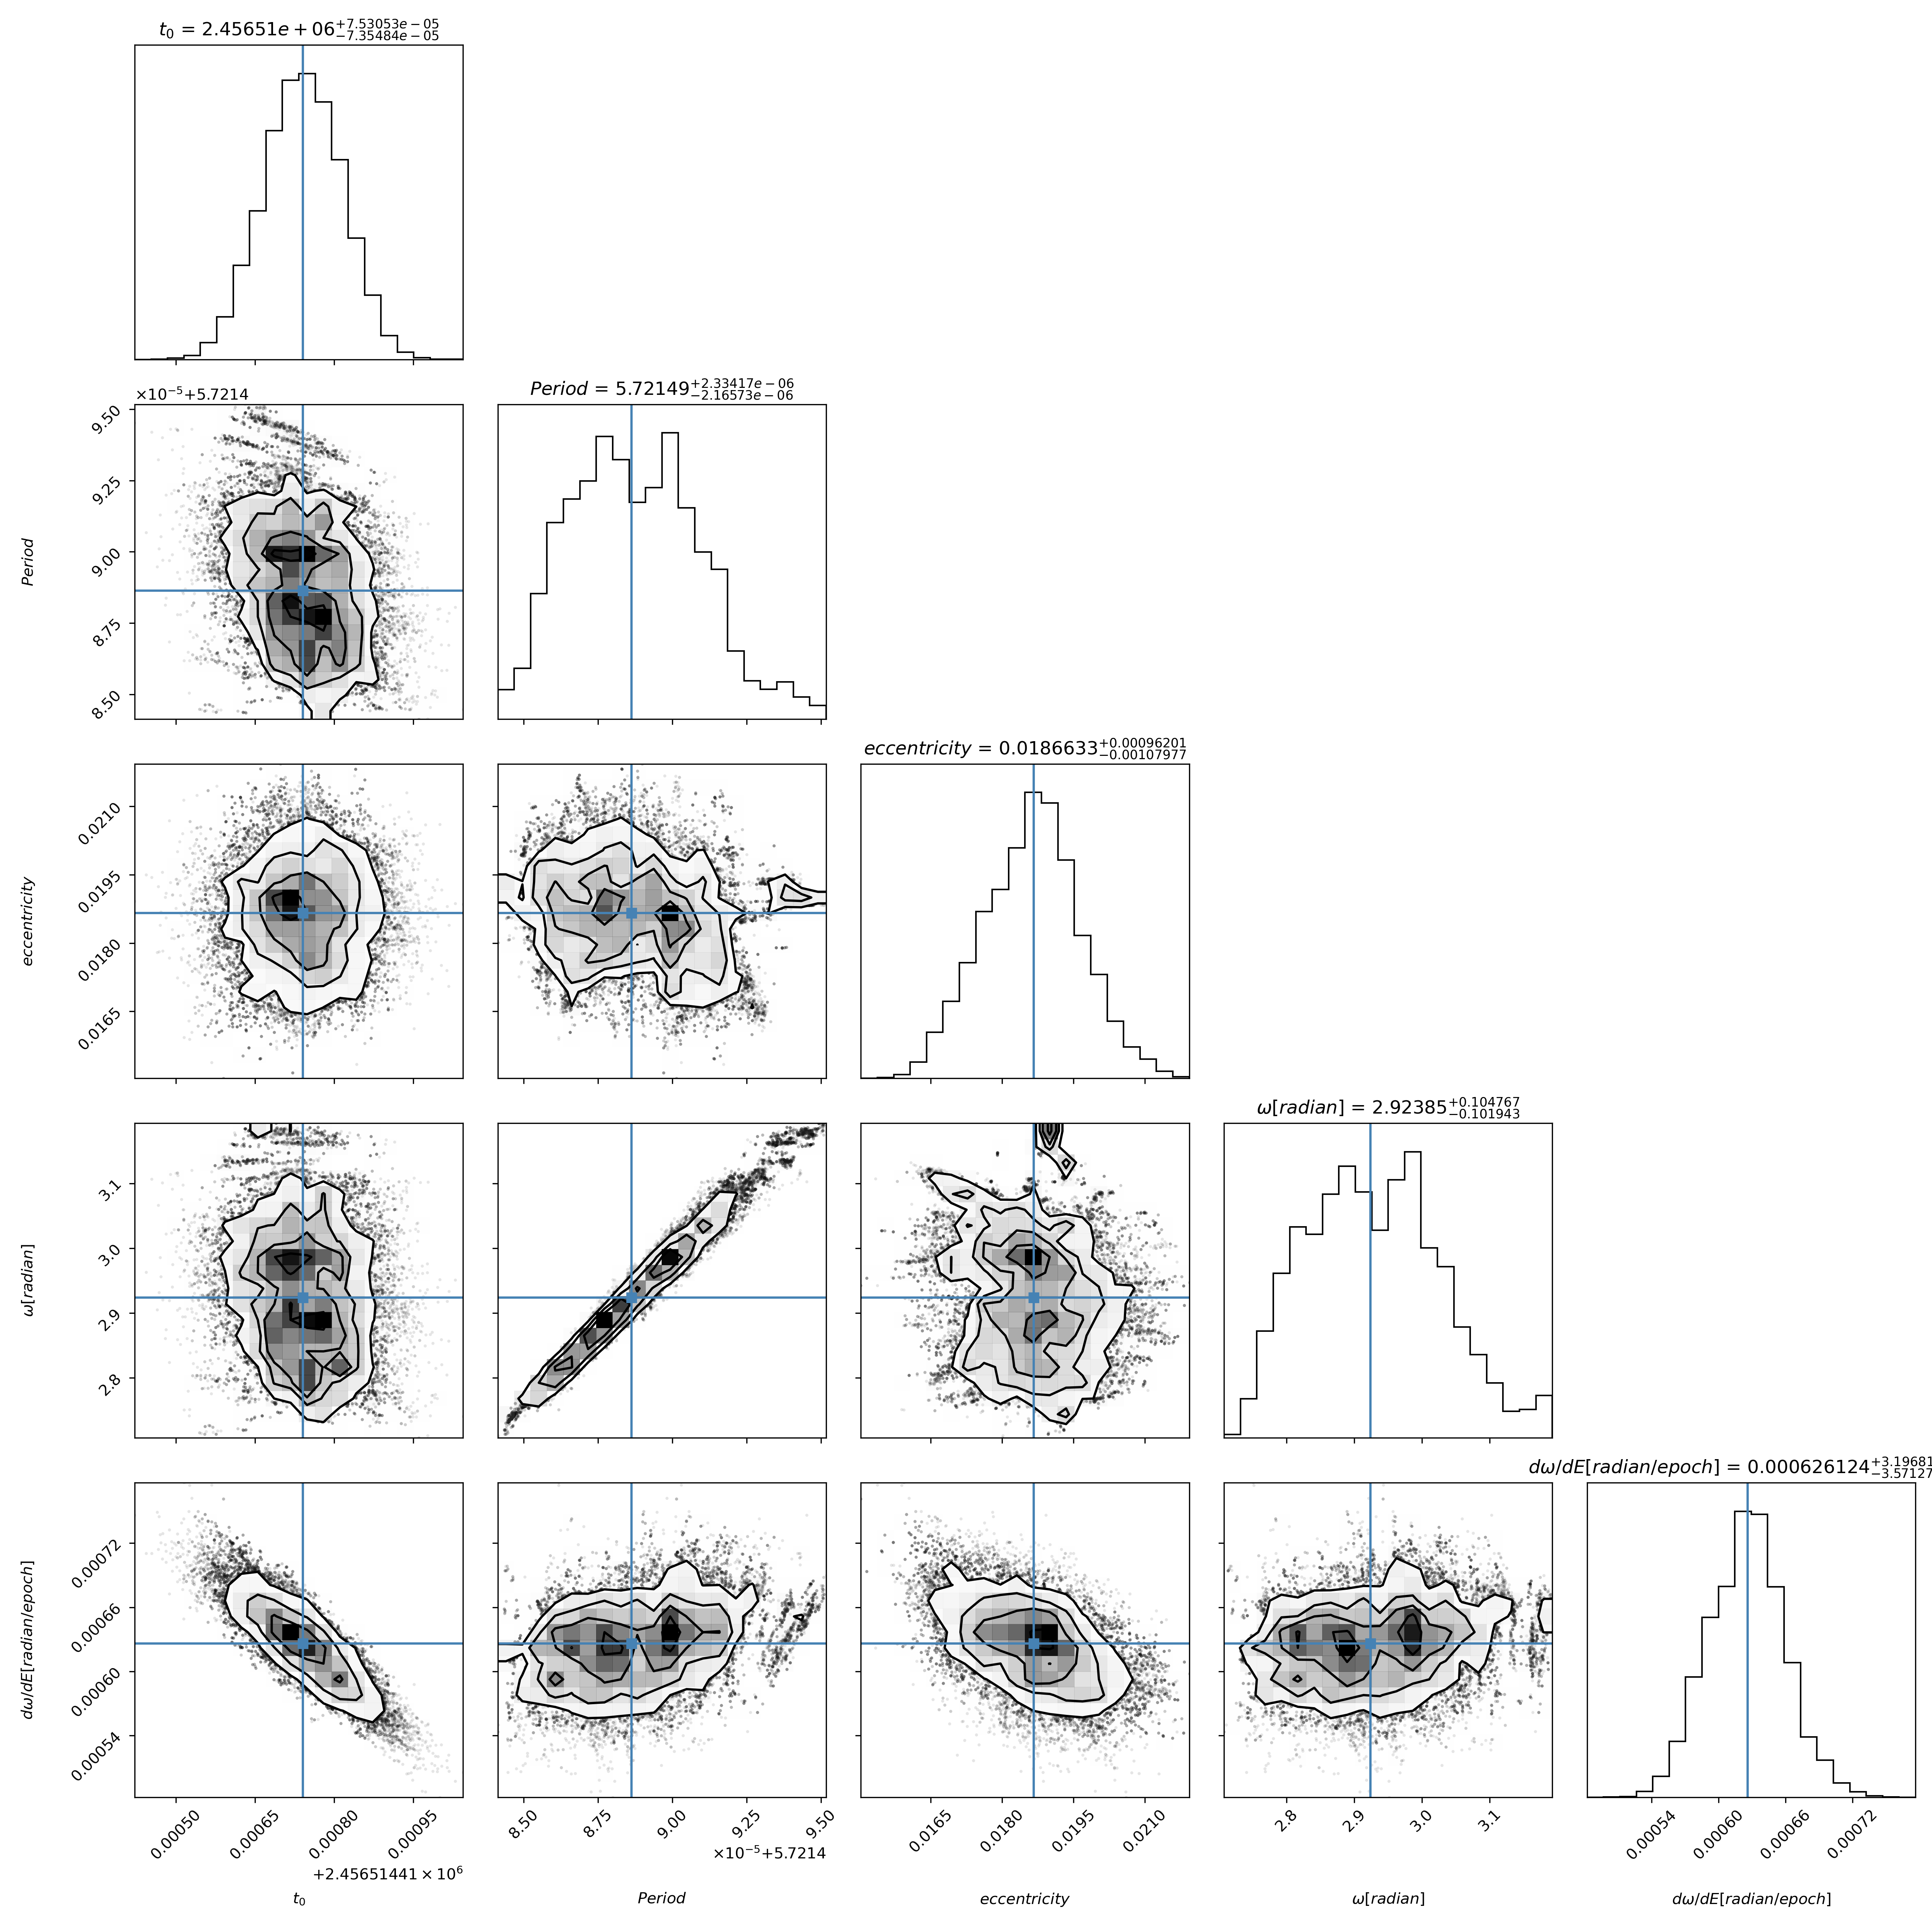 t₀ = 2.45651e + 06 +7.53053e − 05 −7.35484e − 05
×10⁻⁵+5.7214
Period = 5.72149 +2.33417e − 06 −2.16573e − 06
9.50
9.25
9.00
8.75
8.50
Period
eccentricity = 0.0186633 +0.00096201 −0.00107977
0.0210
0.0195
0.0180
0.0165
eccentricity
ω[radian] = 2.92385 +0.104767 −0.101943
3.1
3.0
2.9
2.8
ω[radian]
dω/dE[radian/epoch] = 0.000626124 +3.19681 −3.57127
0.00072
0.00066
0.00060
0.00054
dω/dE[radian/epoch]
0.00050 0.00065 0.00080 0.00095
+2.45651441 × 10⁶
t₀
8.50 8.75 9.00 9.25 9.50
×10⁻⁵+5.7214
Period
0.0165 0.0180 0.0195 0.0210
eccentricity
2.8 2.9 3.0 3.1
ω[radian]
0.00054 0.00060 0.00066 0.00072
dω/dE[radian/epoch]